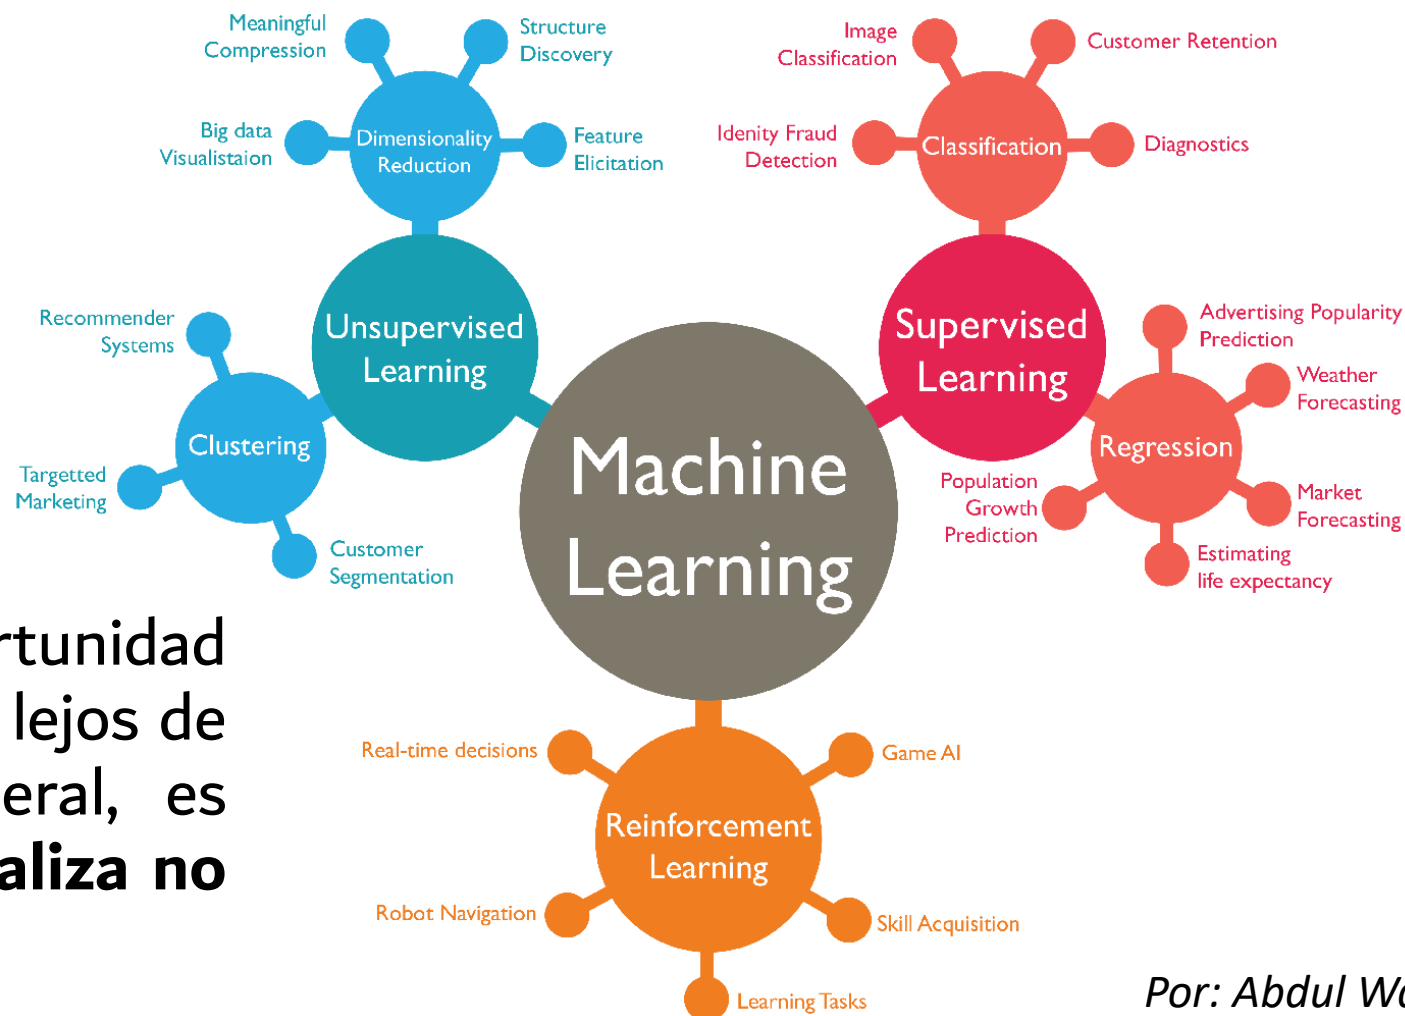 Meaningful
Compression
Structure
Discovery
Big data
Visualistaion
Dimensionality
Reduction
Feature
Elicitation
Image
Classification
Customer Retention
Idenity Fraud
Detection
Classification
Diagnostics
Recommender
Systems
Unsupervised
Learning
Clustering
Targetted
Marketing
Customer
Segmentation
Supervised
Learning
Advertising Popularity
Prediction
Weather
Forecasting
Regression
Population
Growth
Prediction
Market
Forecasting
Estimating
life expectancy
Machine
Learning
rtunidad
lejos de
eral, es
aliza no
Real-time decisions
Game AI
Reinforcement
Learning
Robot Navigation
Skill Acquisition
Learning Tasks
Por: Abdul Wa